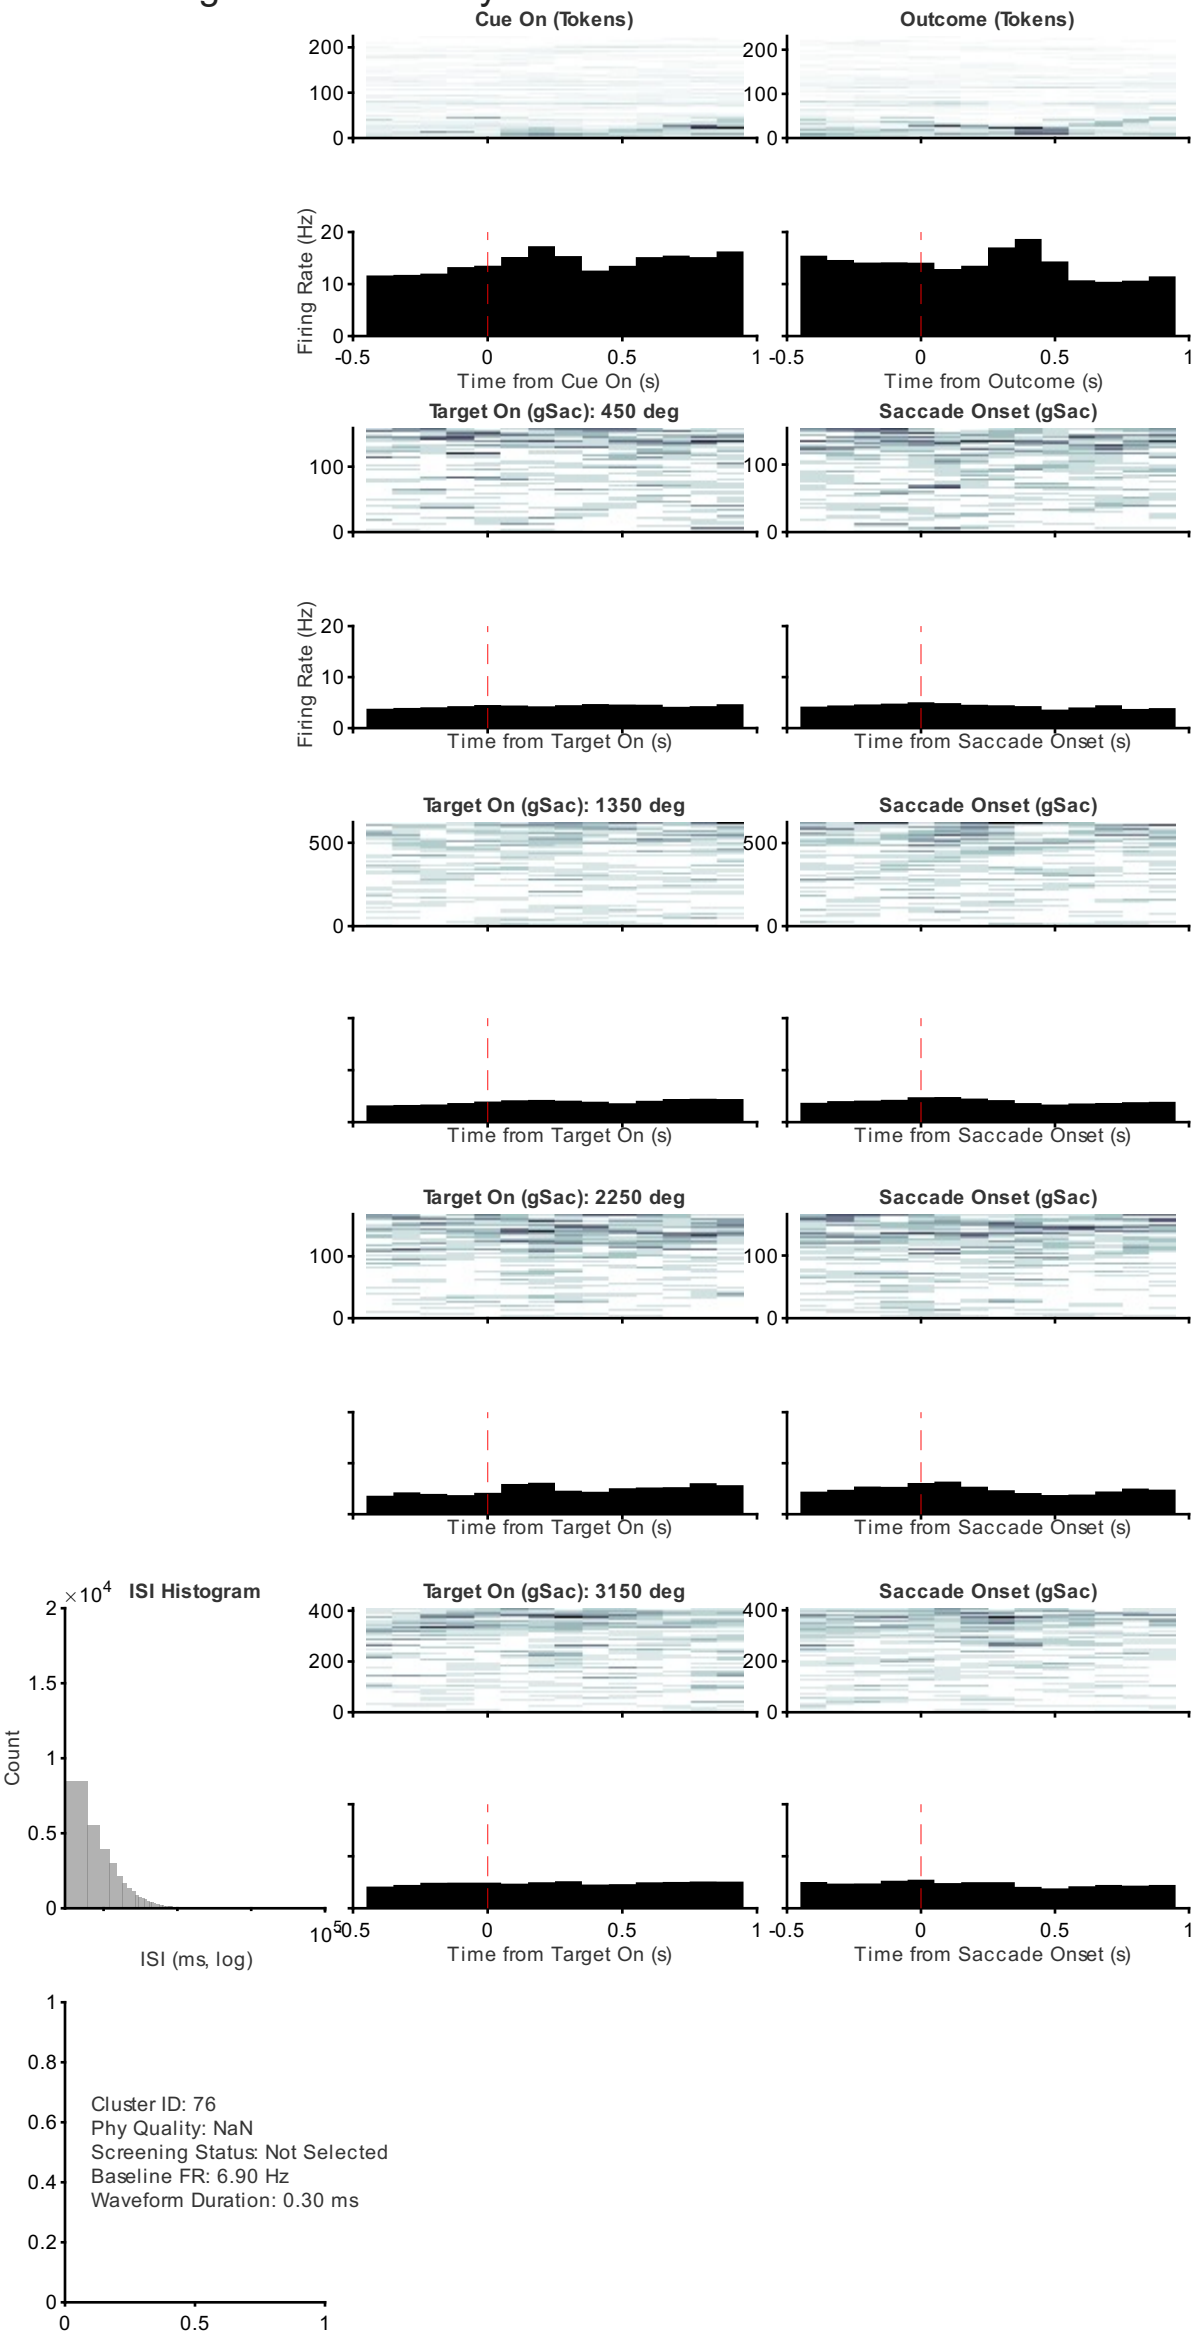 Cue On (Tokens)
Outcome (Tokens)
200
100
0
200
100
0
Firing Rate (Hz)
20
10
0
-0.5
0
0.5
1
-0.5
0
0.5
1
Time from Cue On (s)
Time from Outcome (s)
Target On (gSac): 450 deg
Saccade Onset (gSac)
100
0
100
0
Firing Rate (Hz)
20
10
0
Time from Target On (s)
Time from Saccade Onset (s)
Target On (gSac): 1350 deg
Saccade Onset (gSac)
500
0
500
0
Time from Target On (s)
Time from Saccade Onset (s)
Target On (gSac): 2250 deg
Saccade Onset (gSac)
100
0
100
0
Time from Target On (s)
Time from Saccade Onset (s)
×10⁴
ISI Histogram
Target On (gSac): 3150 deg
Saccade Onset (gSac)
2
1.5
1
0.5
0
Count
400
200
0
400
200
0
10⁵
ISI (ms, log)
-0.5
0
0.5
1
-0.5
0
0.5
1
Time from Target On (s)
Time from Saccade Onset (s)
1
0.8
0.6
0.4
0.2
0
Cluster ID: 76
Phy Quality: NaN
Screening Status: Not Selected
Baseline FR: 6.90 Hz
Waveform Duration: 0.30 ms
0
0.5
1